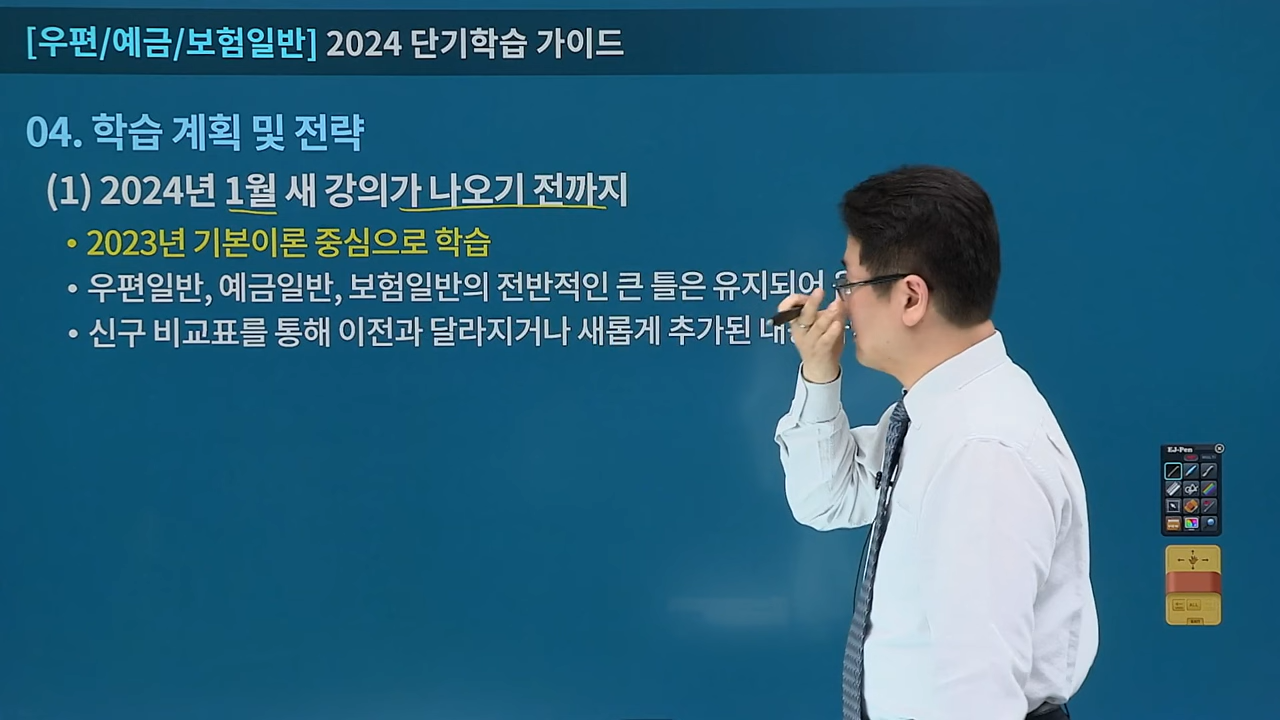 [우편/예금/보험일반] 2024 단기학습 가이드
04. 학습 계획 및 전략
(1) 2024년 1월 새 강의가 나오기 전까지
• 2023년 기본이론 중심으로 학습
• 우편일반, 예금일반, 보험일반의 전반적인 큰 틀은 유지되어
• 신구 비교표를 통해 이전과 달라지거나 새롭게 추가된
EJ-Pen
ALL